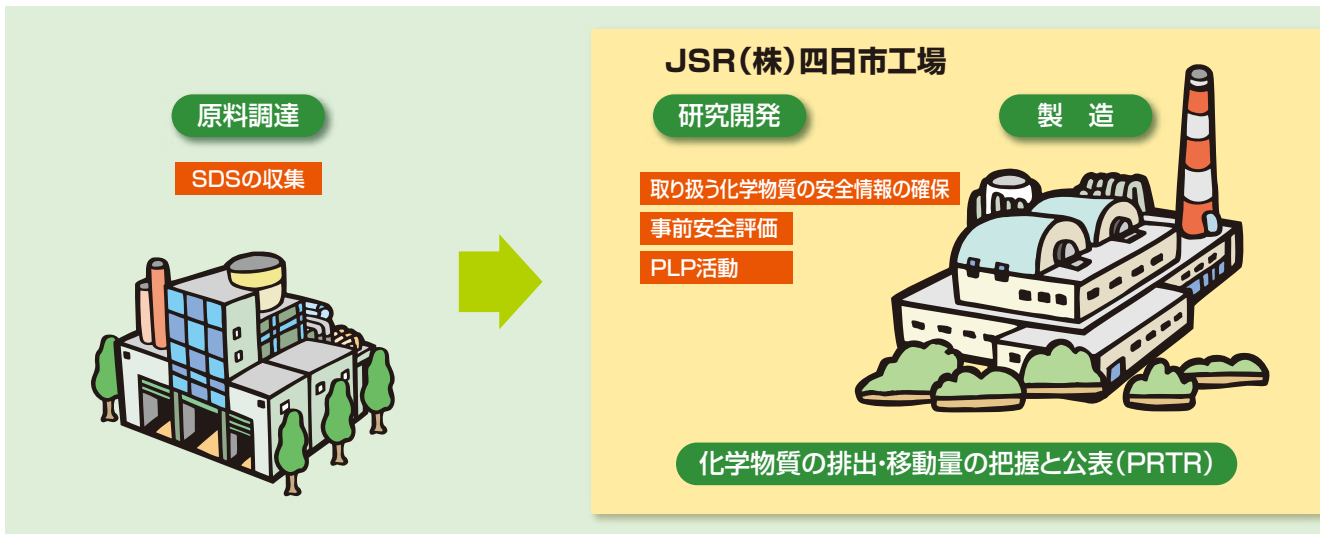 原料調達
SDSの収集
JSR(株)四日市工場
研究開発
製　造
取り扱う化学物質の安全情報の確保
事前安全評価
PLP活動
化学物質の排出・移動量の把握と公表(PRTR)